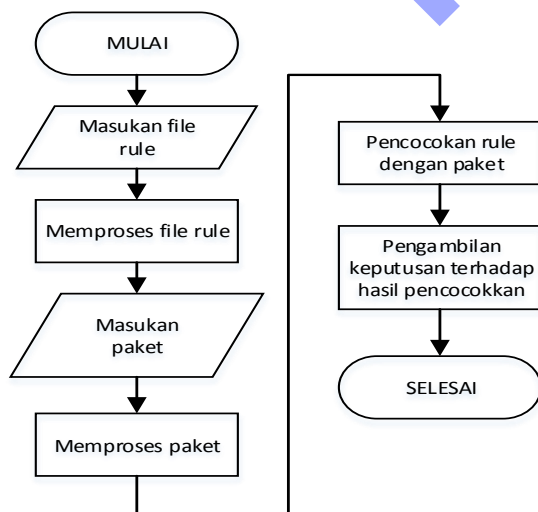 MULAI
Masukan file
rule
Memproses file rule
Masukan
paket
Memproses paket
Pencocokan rule
dengan paket
Pengambilan
keputusan terhadap
hasil pencocokkan
SELESAI